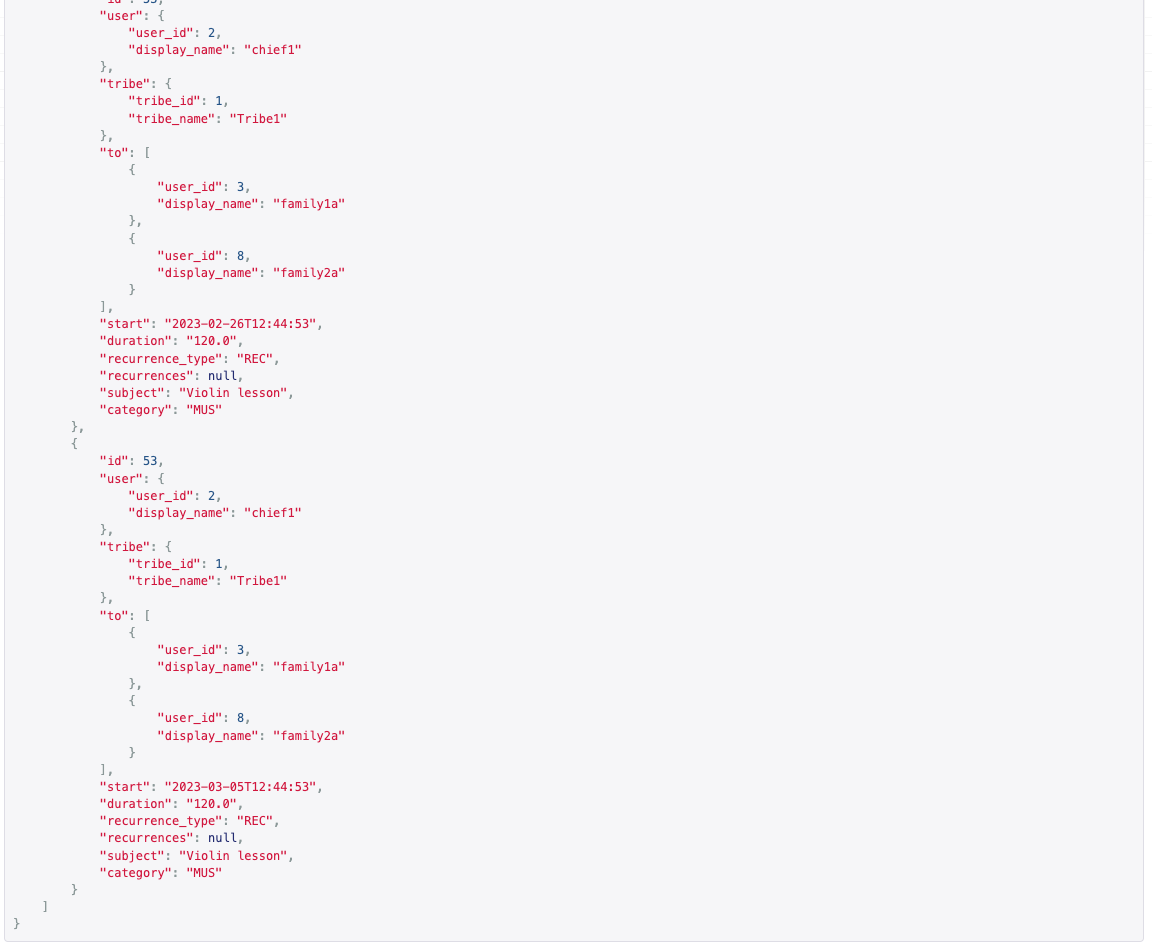 "id": 53,
"user": {
"user_id": 2,
"display_name": "chief1"
},
"tribe": {
"tribe_id": 1,
"tribe_name": "Tribe1"
},
"to": [
{
"user_id": 3,
"display_name": "family1a"
},
{
"user_id": 8,
"display_name": "family2a"
}
],
"start": "2023-02-26T12:44:53",
"duration": "120.0",
"recurrence_type": "REC",
"recurrences": null,
"subject": "Violin lesson",
"category": "MUS"
},
{
"id": 53,
"user": {
"user_id": 2,
"display_name": "chief1"
},
"tribe": {
"tribe_id": 1,
"tribe_name": "Tribe1"
},
"to": [
{
"user_id": 3,
"display_name": "family1a"
},
{
"user_id": 8,
"display_name": "family2a"
}
],
"start": "2023-03-05T12:44:53",
"duration": "120.0",
"recurrence_type": "REC",
"recurrences": null,
"subject": "Violin lesson",
"category": "MUS"
}
]
}